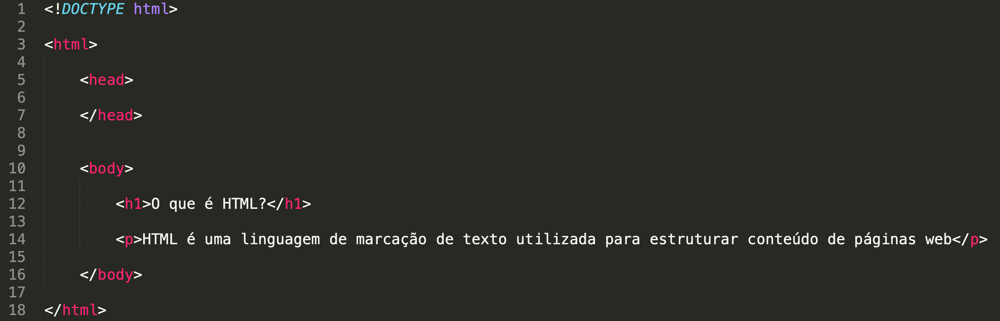 1 <!DOCTYPE html>
2
3 <html>
4
5 <head>
6
7 </head>
8
9
10 <body>
11
12 <h1>O que é HTML?</h1>
13
14 <p>HTML é uma linguagem de marcação de texto utilizada para estruturar conteúdo de páginas web</p>
15
16 </body>
17
18 </html>